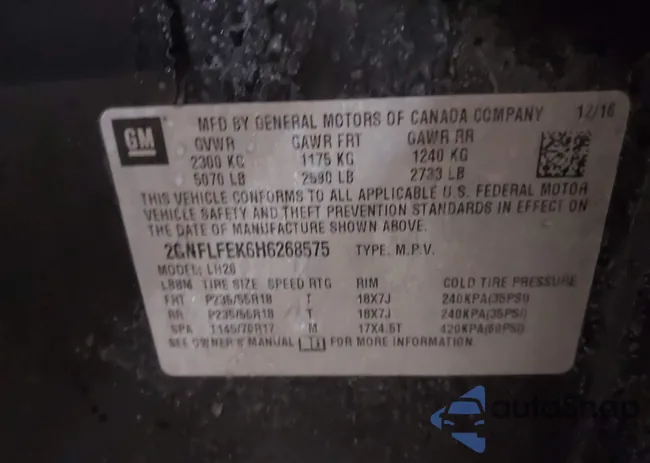 GM
MFD BY GENERAL MOTORS OF CANADA COMPANY 12/16
GVWR GAWR FRT GAWR RR
2300 KG 1175 KG 1240 KG
5070 LB 2590 LB 2733 LB
THIS VEHICLE CONFORMS TO ALL APPLICABLE U.S. FEDERAL MOTOR
VEHICLE SAFETY AND THEFT PREVENTION STANDARDS IN EFFECT ON
THE DATE OF MANUFACTURE SHOWN ABOVE.
2GNFLFEK6H6268575 TYPE: M.P.V.
MODEL: LH26
TIRE SIZE SPEED RTG RIM COLD TIRE PRESSURE
FRT P235/55R18 T 18X7J 240KPA(35PSI)
RR P235/55R18 T 18X7J 240KPA(35PSI)
SPA T145/70R17 M 17X4.5T 420KPA(60PSI)
SEE OWNER'S MANUAL FOR MORE INFORMATION
autoSnap